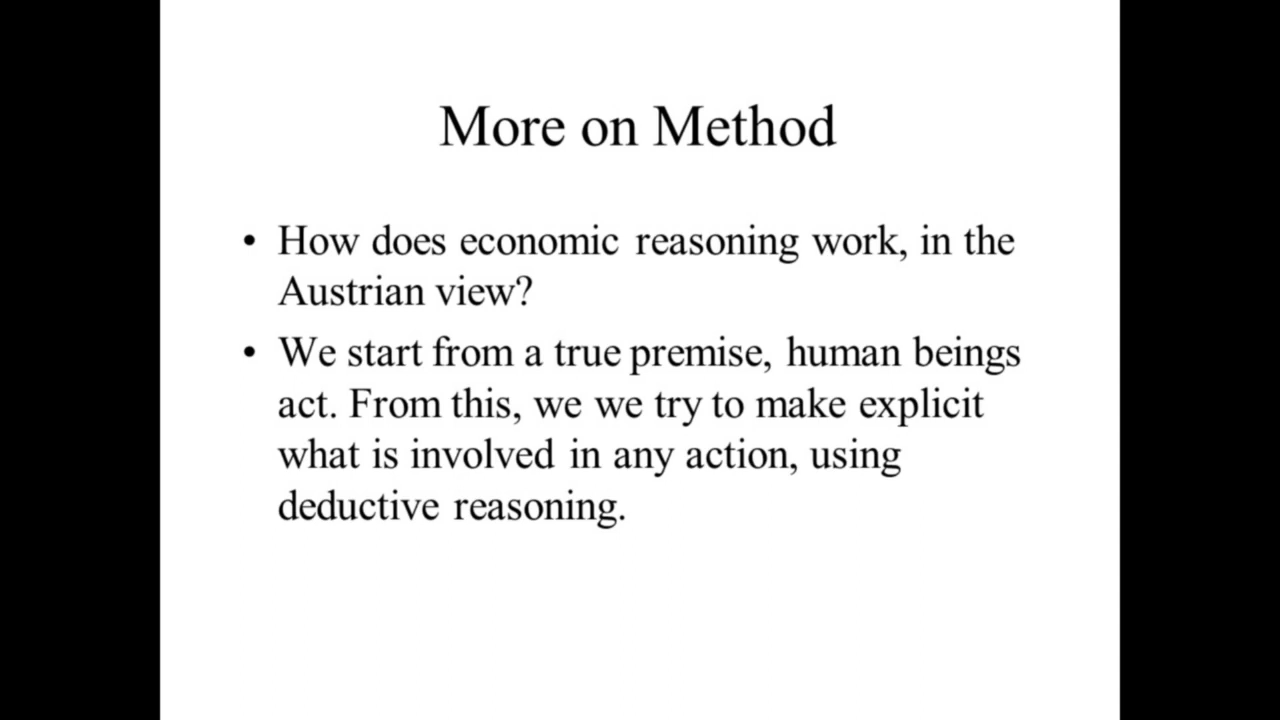 More on Method
• How does economic reasoning work, in the
Austrian view?
• We start from a true premise, human beings
act. From this, we we try to make explicit
what is involved in any action, using
deductive reasoning.